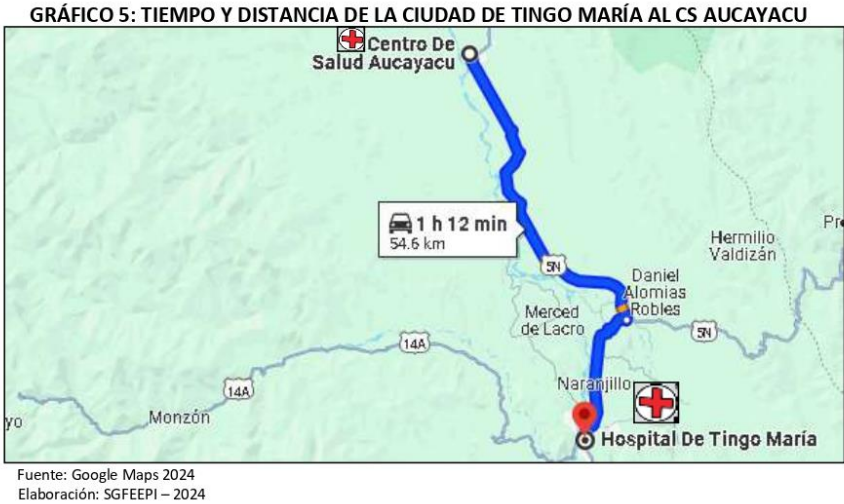 GRÁFICO 5: TIEMPO Y DISTANCIA DE LA CIUDAD DE TINGO MARÍA AL CS AUCAYACU
Centro De
Salud Aucayacu
1 h 12 min
54.6 km
Hermilio
Valdizán
Pr
5N
Daniel
Alomias
Robles
Merced
de Lacro
5N
14A
Naranjillo
14A
Monzón
yo
Hospital De Tingo María
Fuente: Google Maps 2024
Elaboración: SGFEEPI – 2024